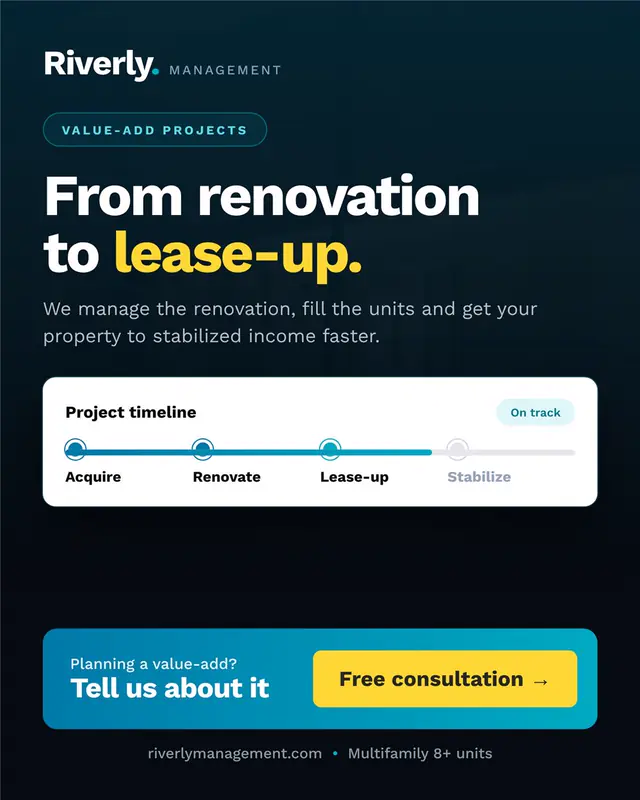 Riverly. MANAGEMENT
VALUE-ADD PROJECTS
From renovation
to lease-up.
We manage the renovation, fill the units and get your
property to stabilized income faster.
Project timeline
On track
Acquire
Renovate
Lease-up
Stabilize
Planning a value-add?
Tell us about it
Free consultation →
riverlymanagement.com • Multifamily 8+ units